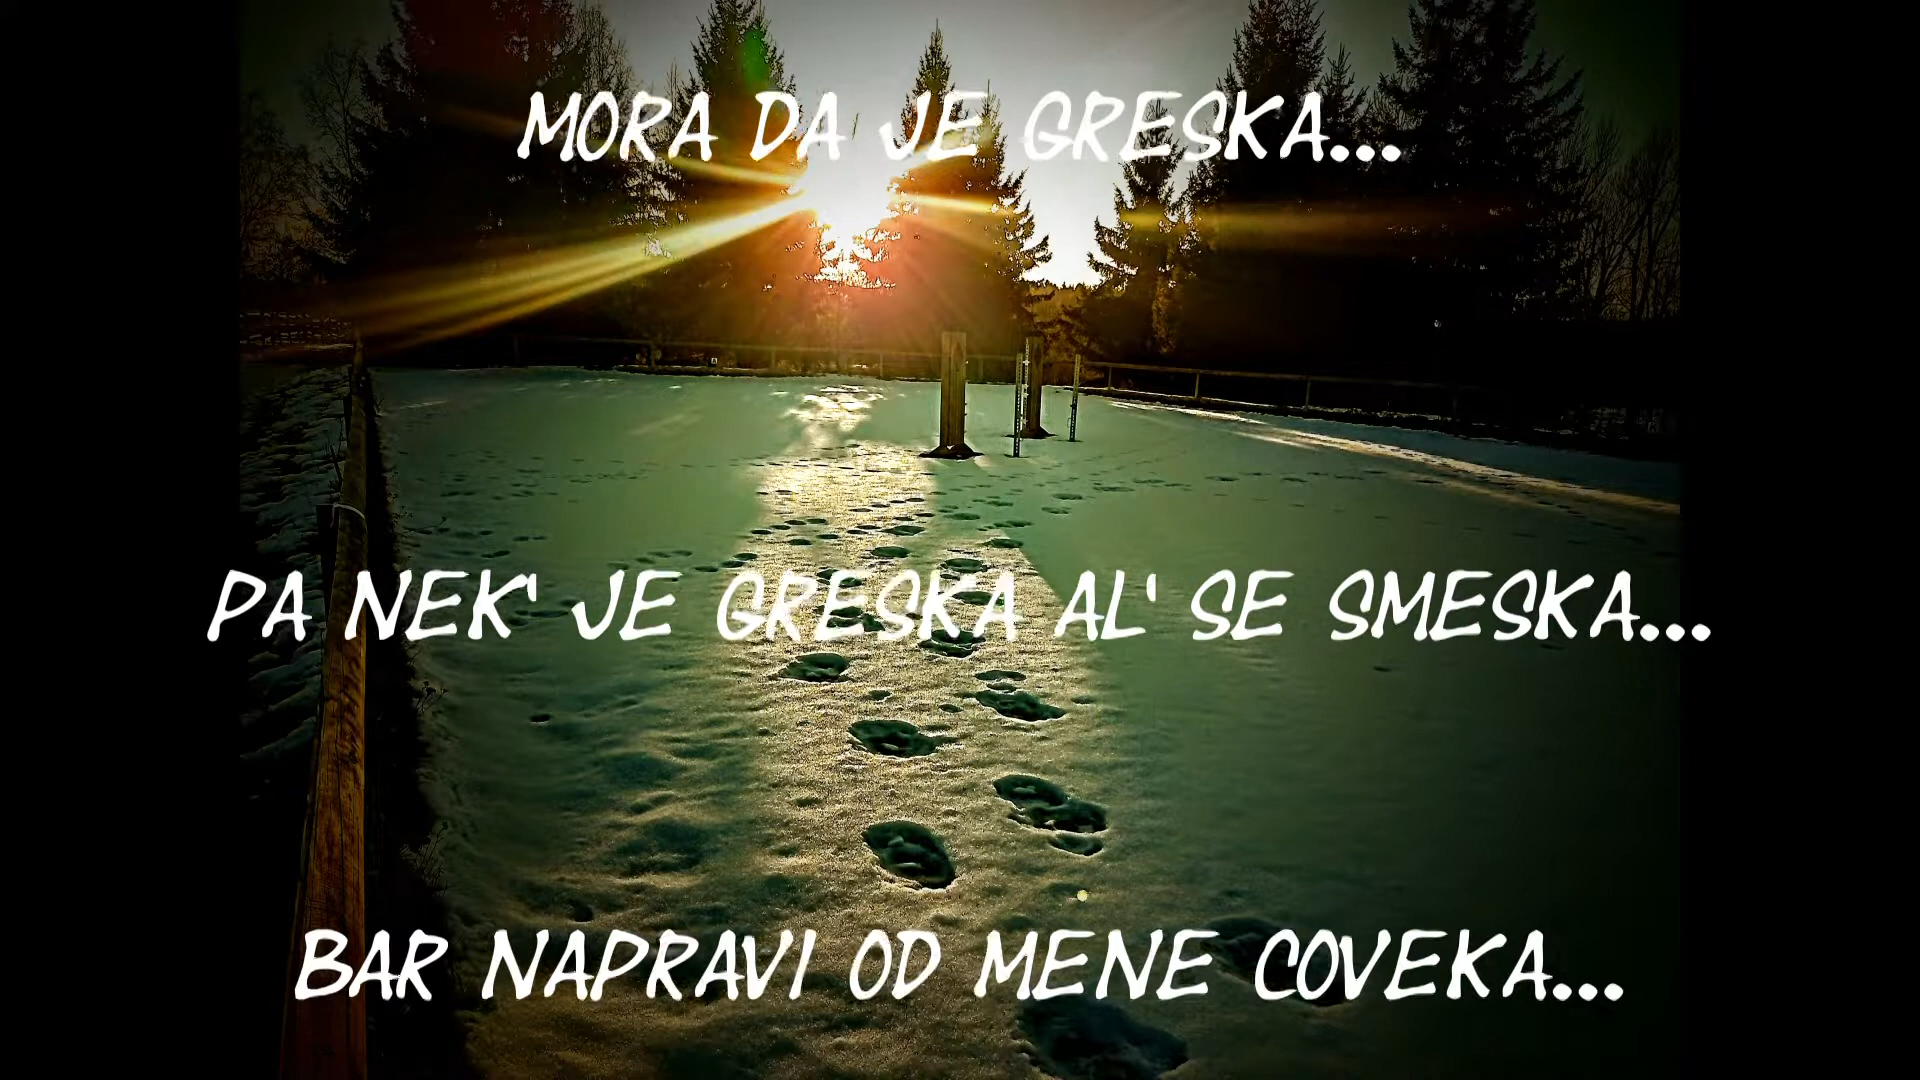 MORA DA JE GRESKA...
PA NEK' JE GRESKA AL' SE SMESKA...
BAR NAPRAVI OD MENE COVEKA...